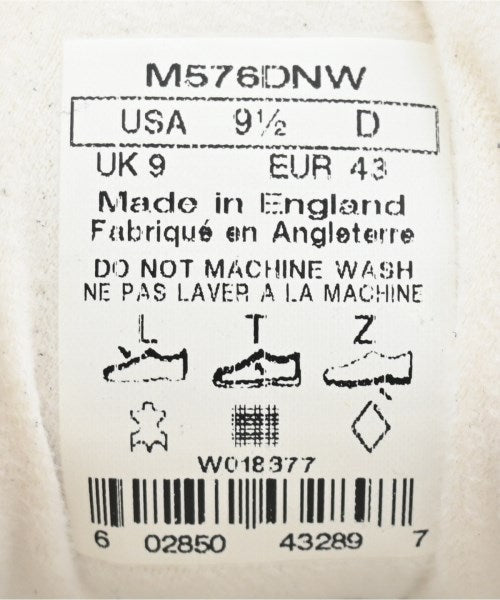 M576DNW
USA 9½ D
UK 9 EUR 43
Made in England
Fabriqué en Angleterre
DO NOT MACHINE WASH
NE PAS LAVER A LA MACHINE
L T Z
W018377
6 02850 43289 7